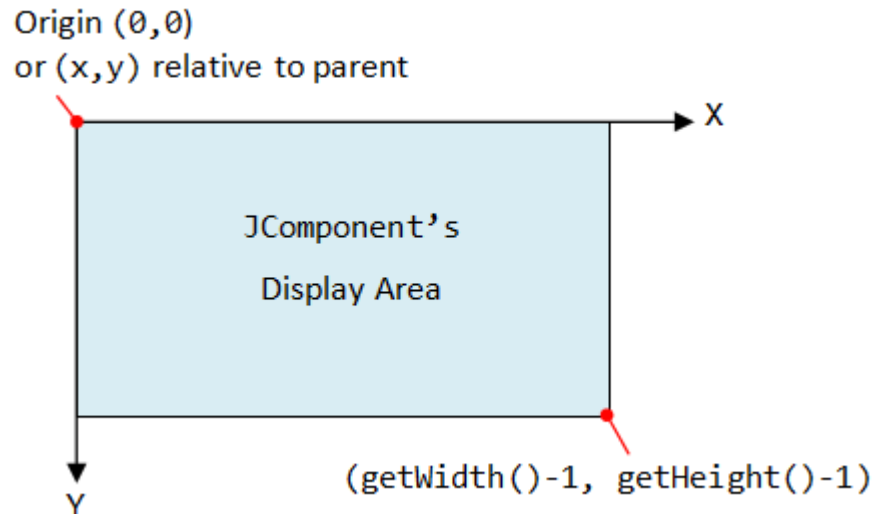 Origin (0,0)
or (x,y) relative to parent
X
JComponent’s
Display Area
(getWidth()-1, getHeight()-1)
Y